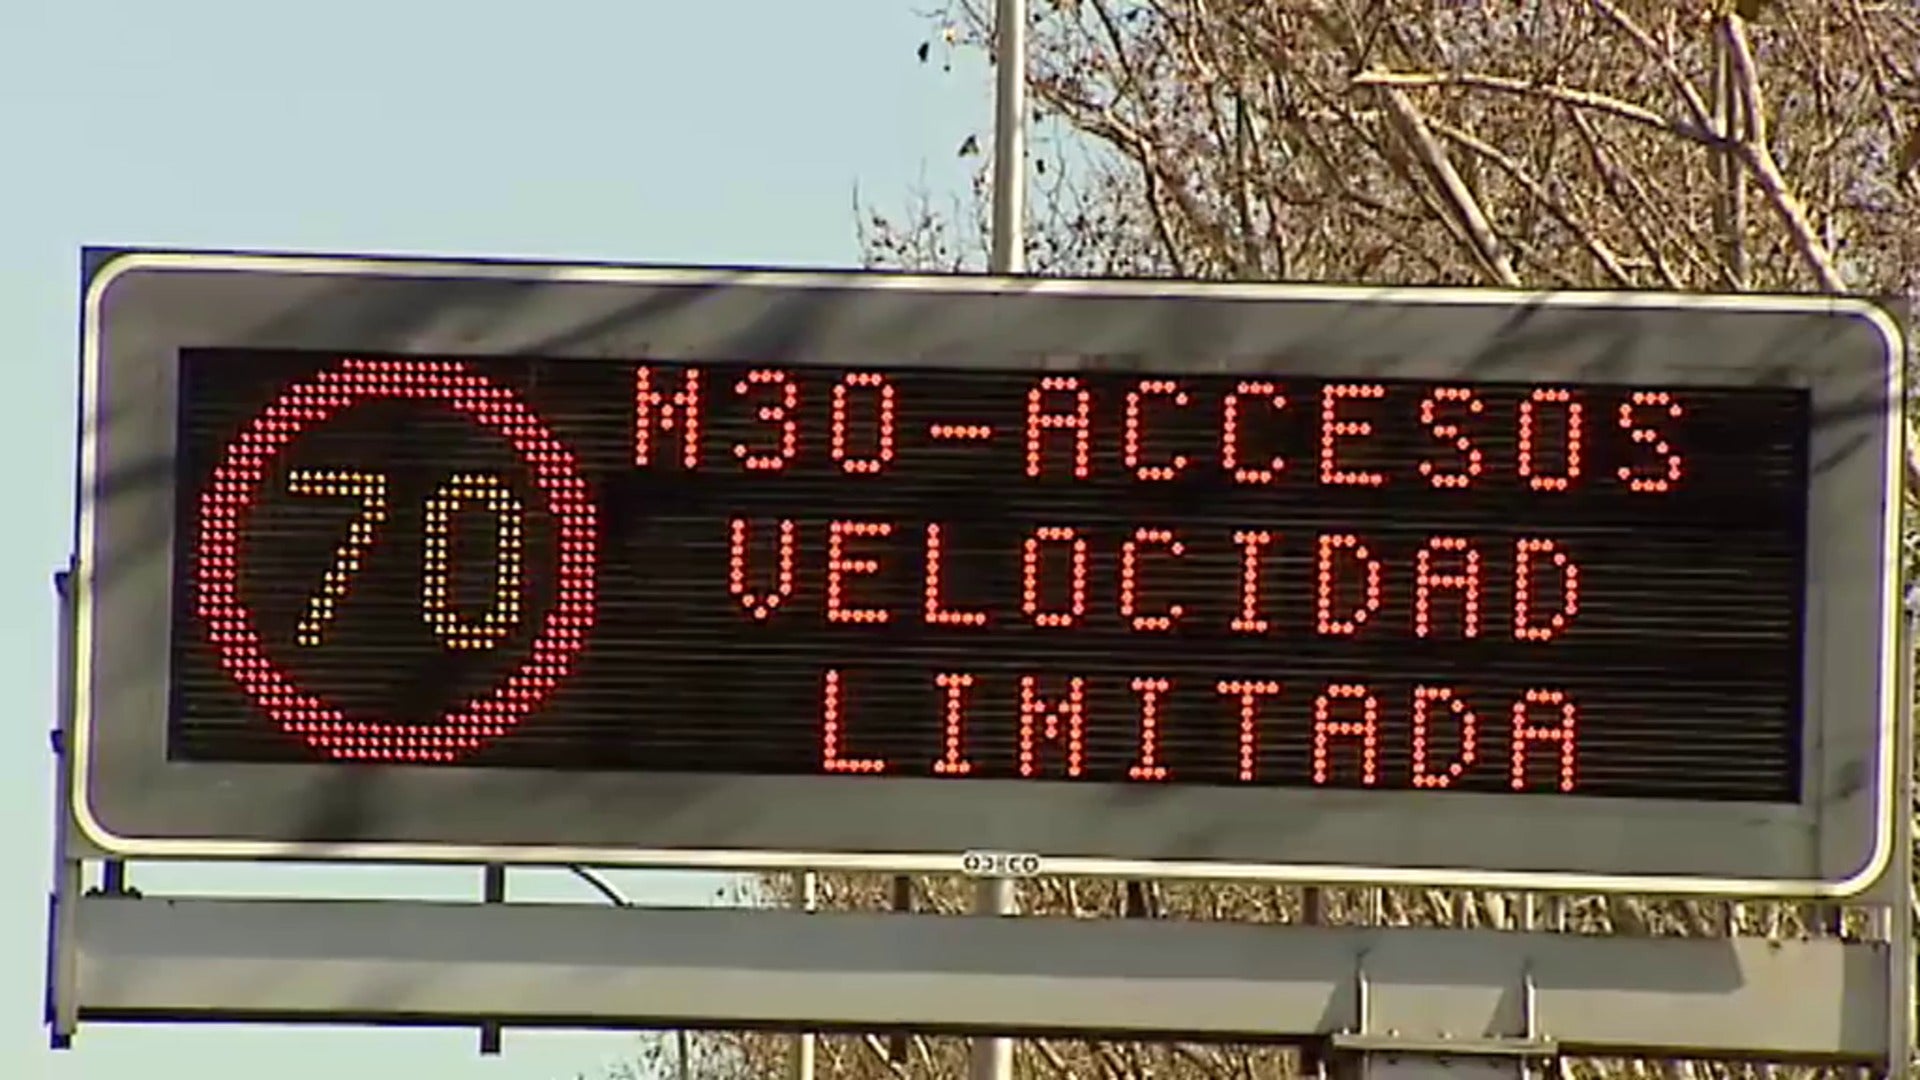 70
M30-ACCESOS
VELOCIDAD
LIMITADA